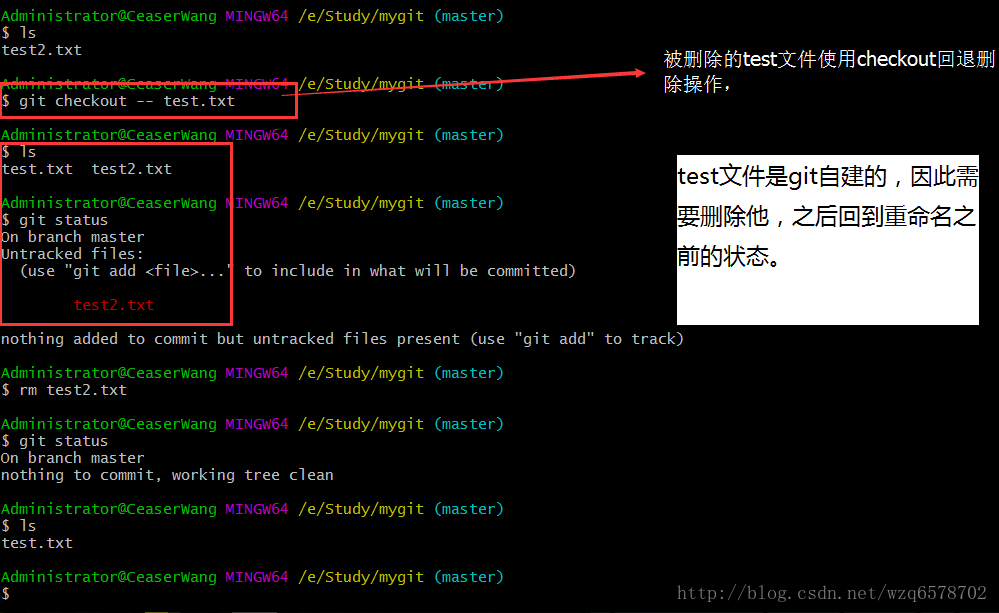 Administrator@CeaserWang MINGW64 /e/Study/mygit (master)
$ ls
test2.txt
Administrator@CeaserWang MINGW64 /e/Study/mygit (master)
$ git checkout -- test.txt
被删除的test文件使用checkout回退删
除操作，
Administrator@CeaserWang MINGW64 /e/Study/mygit (master)
$ ls
test.txt  test2.txt
Administrator@CeaserWang MINGW64 /e/Study/mygit (master)
$ git status
On branch master
Untracked files:
  (use "git add <file>..." to include in what will be committed)
        test2.txt
nothing added to commit but untracked files present (use "git add" to track)
test文件是git自建的，因此需
要删除他，之后回到重命名之
前的状态。
Administrator@CeaserWang MINGW64 /e/Study/mygit (master)
$ rm test2.txt
Administrator@CeaserWang MINGW64 /e/Study/mygit (master)
$ git status
On branch master
nothing to commit, working tree clean
Administrator@CeaserWang MINGW64 /e/Study/mygit (master)
$ ls
test.txt
Administrator@CeaserWang MINGW64 /e/Study/mygit (master)
$
http://blog.csdn.net/wzq6578702